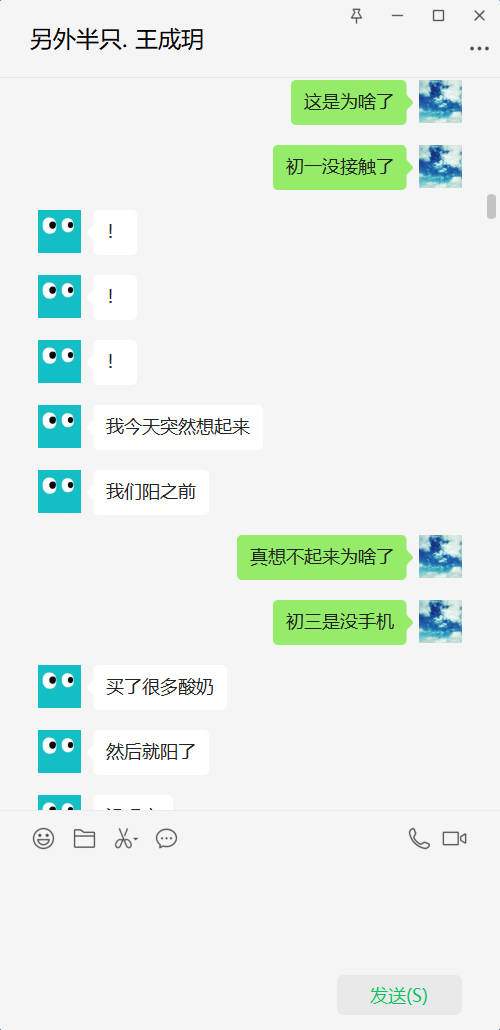 另外半只. 王成玥
这是为啥了
初一没接触了
！
！
！
我今天突然想起来
我们阳之前
真想不起来为啥了
初三是没手机
买了很多酸奶
然后就阳了
发送(S)